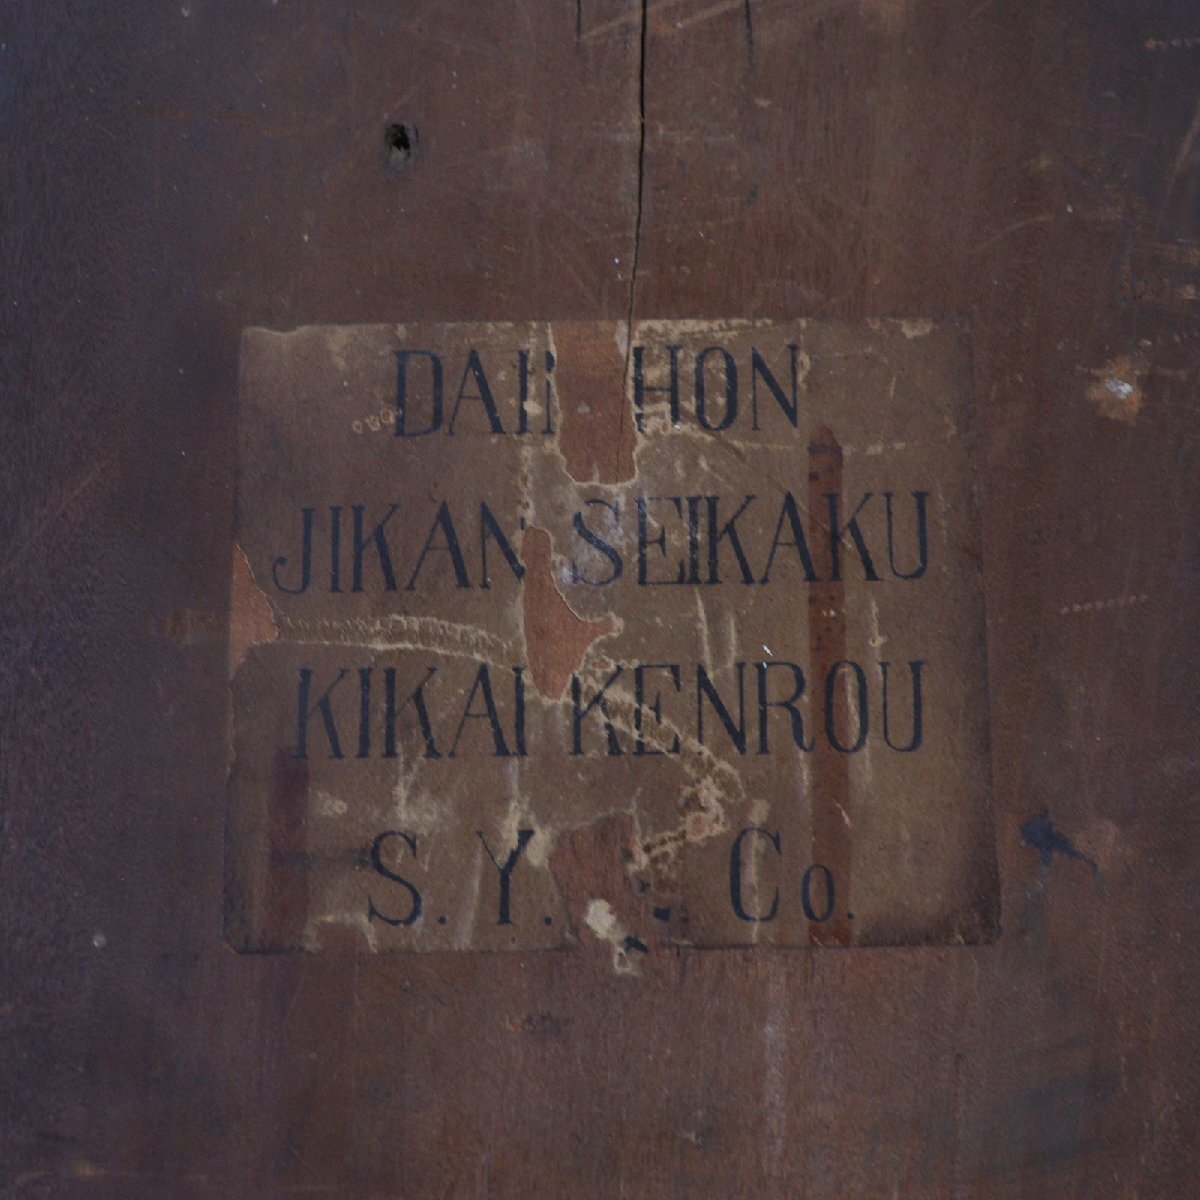 DAI HON
JIKAN SEIKAKU
KIKAI KENROU
S. Y. Co.